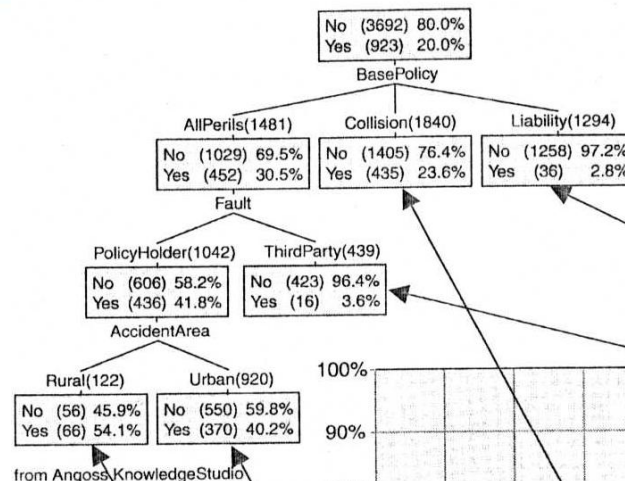 No (3692) 80.0%
Yes (923) 20.0%
BasePolicy
AllPerils(1481)
No (1029) 69.5%
Yes (452) 30.5%
Collision(1840)
No (1405) 76.4%
Yes (435) 23.6%
Liability(1294)
No (1258) 97.2%
Yes (36) 2.8%
Fault
PolicyHolder(1042)
No (606) 58.2%
Yes (436) 41.8%
ThirdParty(439)
No (423) 96.4%
Yes (16) 3.6%
AccidentArea
Rural(122)
No (56) 45.9%
Yes (66) 54.1%
Urban(920)
No (550) 59.8%
Yes (370) 40.2%
100%
90%
from Angoss KnowledgeStudio